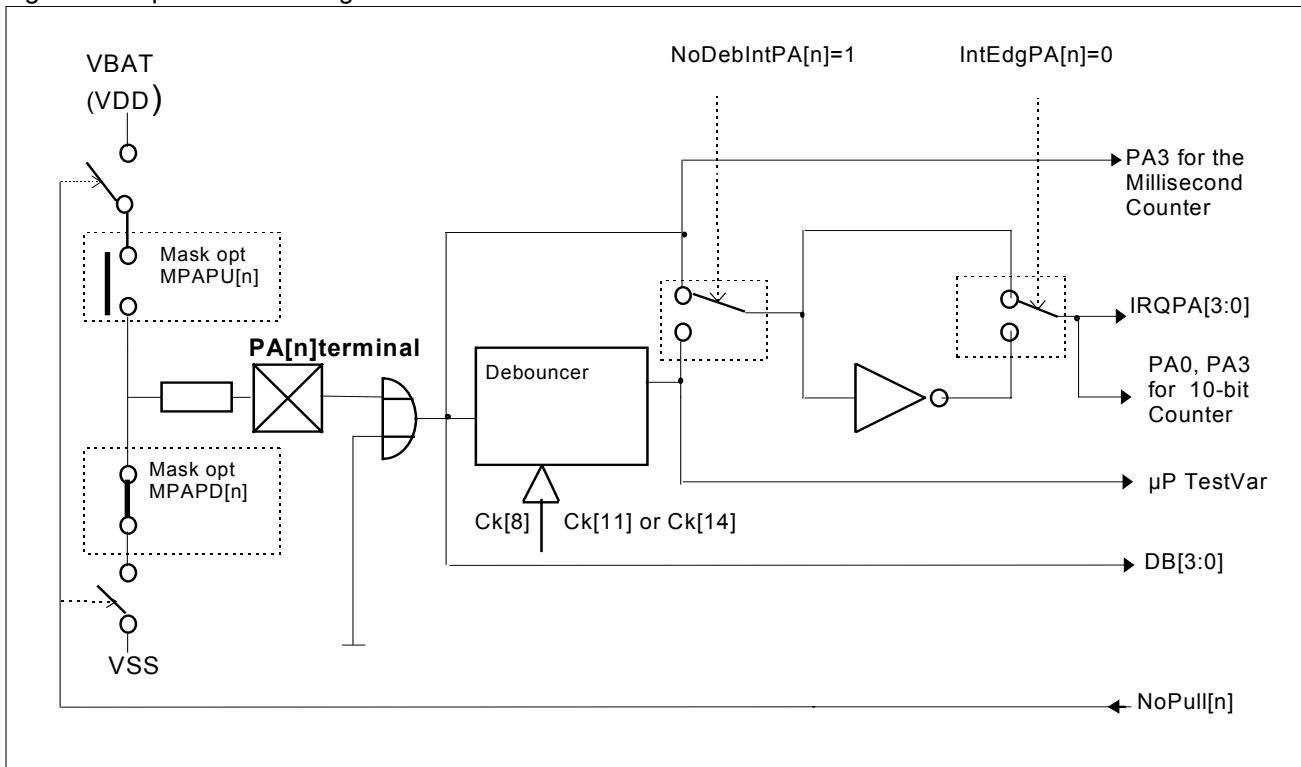 VBAT
(VDD)
NoDebIntPA[n]=1
IntEdgPA[n]=0
PA3 for the
Millisecond
Counter
Mask opt
MPAPU[n]
IRQPA[3:0]
PA[n]terminal
Debouncer
PA0, PA3
for 10-bit
Counter
Mask opt
MPAPD[n]
µP TestVar
Ck[8]
Ck[11] or Ck[14]
DB[3:0]
VSS
NoPull[n]